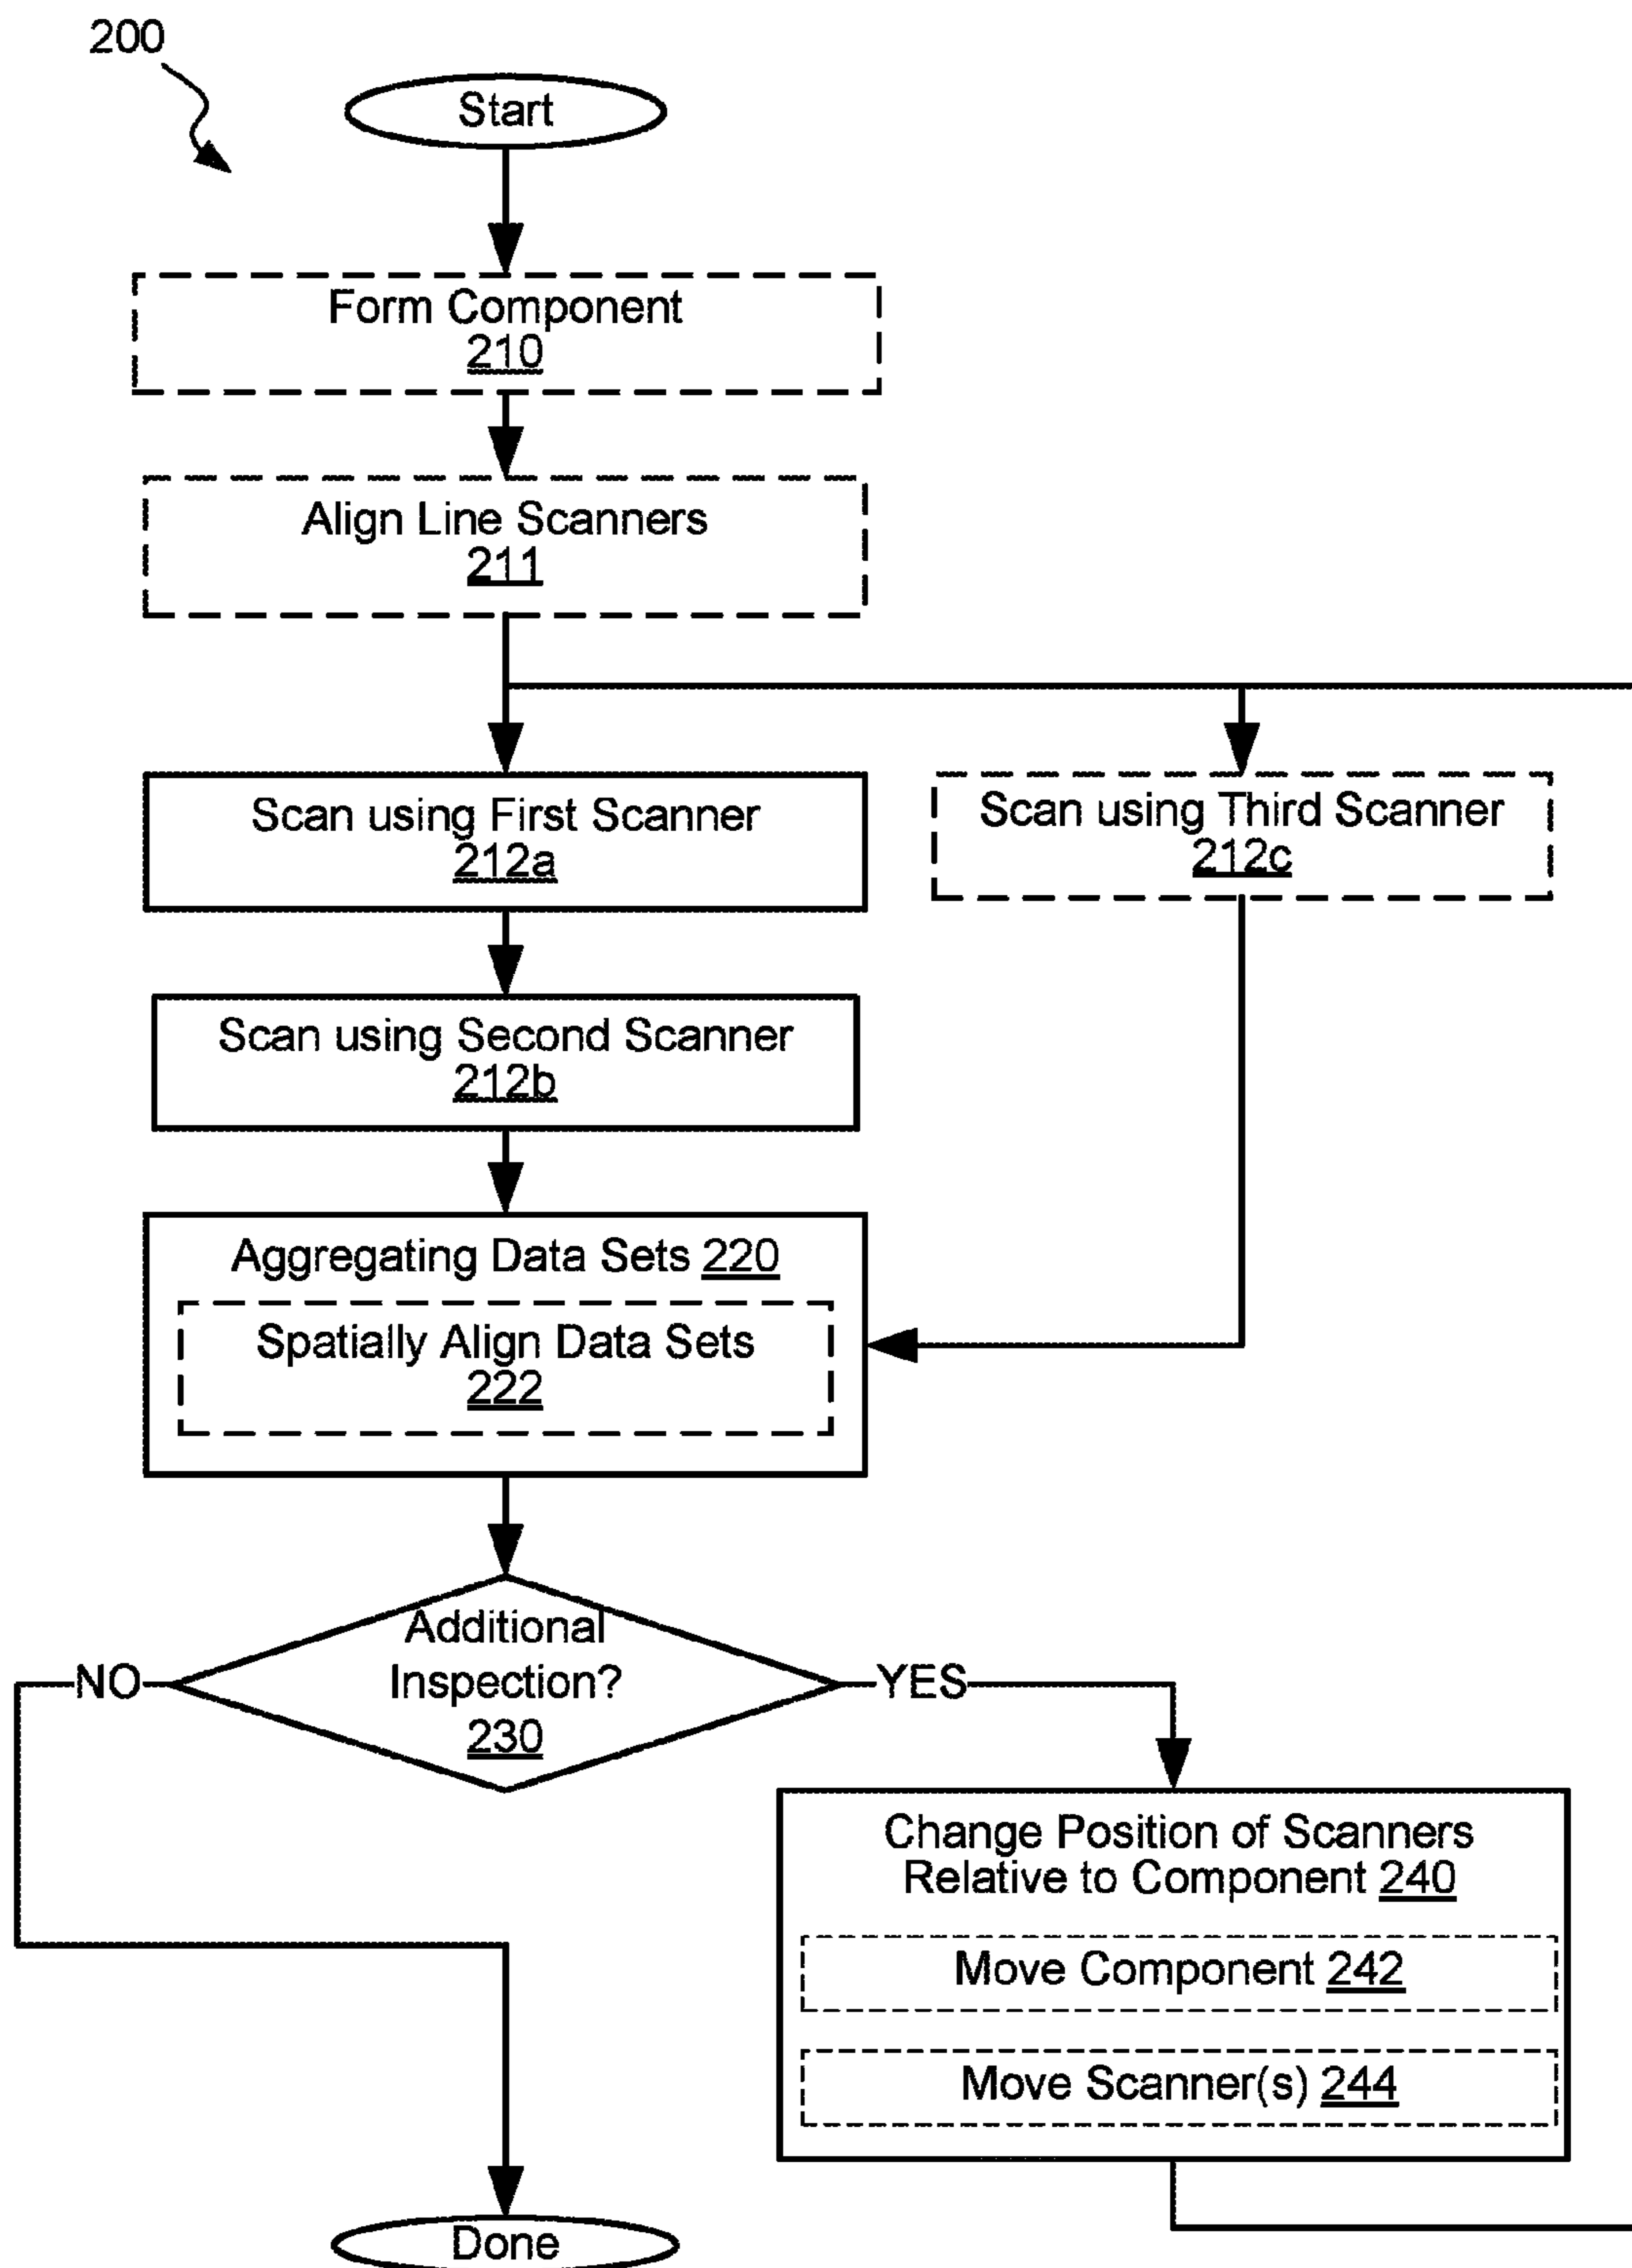 200
Start
Form Component
210
Align Line Scanners
211
Scan using First Scanner
212a
Scan using Third Scanner
212c
Scan using Second Scanner
212b
Aggregating Data Sets 220
Spatially Align Data Sets
222
Additional
Inspection?
230
NO
YES
Change Position of Scanners
Relative to Component 240
Move Component 242
Move Scanner(s) 244
Done